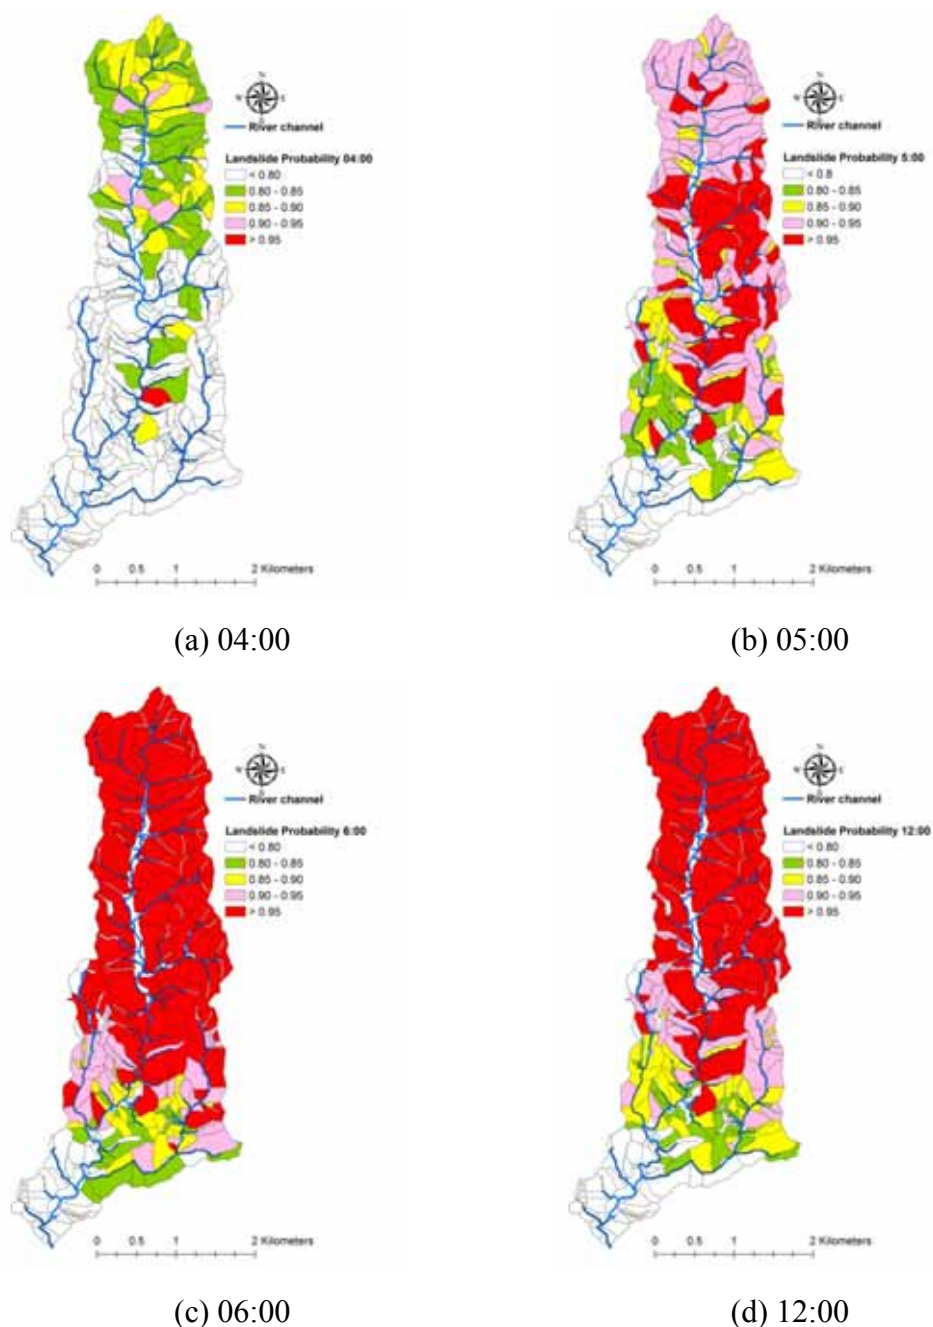 N
W E
River channel
Landslide Probability 04:00
< 0.80
0.80 - 0.85
0.85 - 0.90
0.90 - 0.95
> 0.95
0 0.5 1 2 Kilometers
(a) 04:00
N
W E
River channel
Landslide Probability 5:00
< 0.8
0.80 - 0.85
0.85 - 0.90
0.90 - 0.95
> 0.95
0 0.5 1 2 Kilometers
(b) 05:00
N
W E
River channel
Landslide Probability 6:00
< 0.80
0.80 - 0.85
0.85 - 0.90
0.90 - 0.95
> 0.95
0 0.5 1 2 Kilometers
(c) 06:00
N
W E
River channel
Landslide Probability 12:00
< 0.80
0.80 - 0.85
0.85 - 0.90
0.90 - 0.95
> 0.95
0 0.5 1 2 Kilometers
(d) 12:00